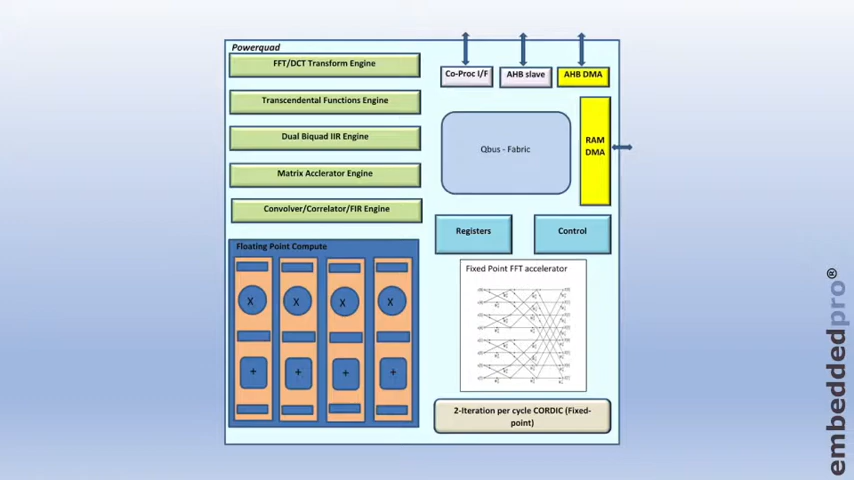 Powerquad
FFT/DCT Transform Engine
Transcendental Functions Engine
Dual Biquad IIR Engine
Matrix Acclerator Engine
Convolver/Correlator/FIR Engine
Floating Point Compute
X X X X
+ + + +
Co-Proc I/F
AHB slave
AHB DMA
Qbus - Fabric
RAM
DMA
Registers
Control
Fixed Point FFT accelerator
2-Iteration per cycle CORDIC (Fixed-
point)
embeddedpro®